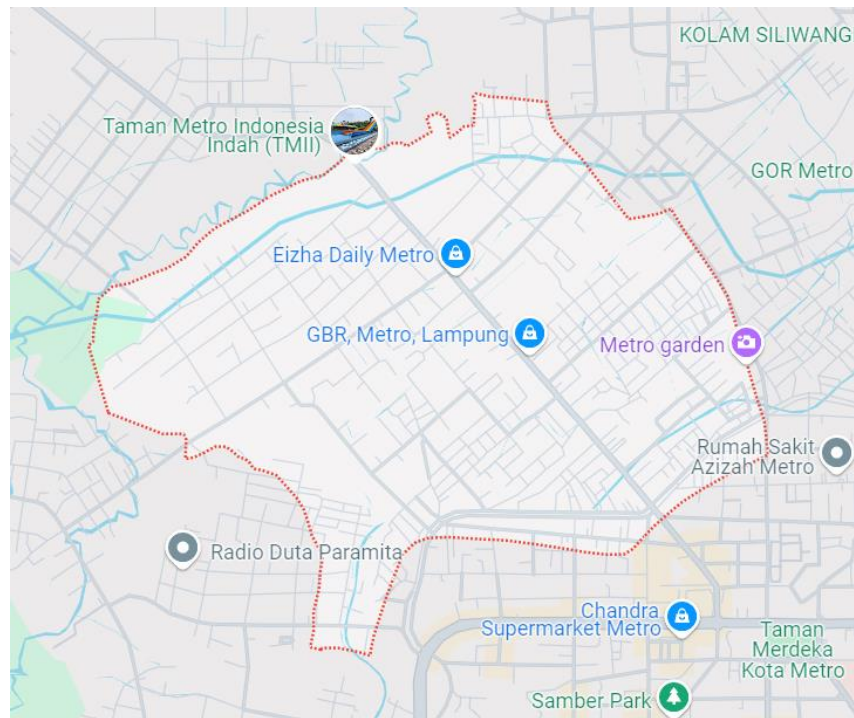 KOLAM SILIWANG
Taman Metro Indonesia
Indah (TMII)
GOR Metro
Eizha Daily Metro
GBR, Metro, Lampung
Metro garden
Rumah Sakit
Azizah Metro
Radio Duta Paramita
Chandra
Supermarket Metro
Taman
Merdeka
Kota Metro
Samber Park